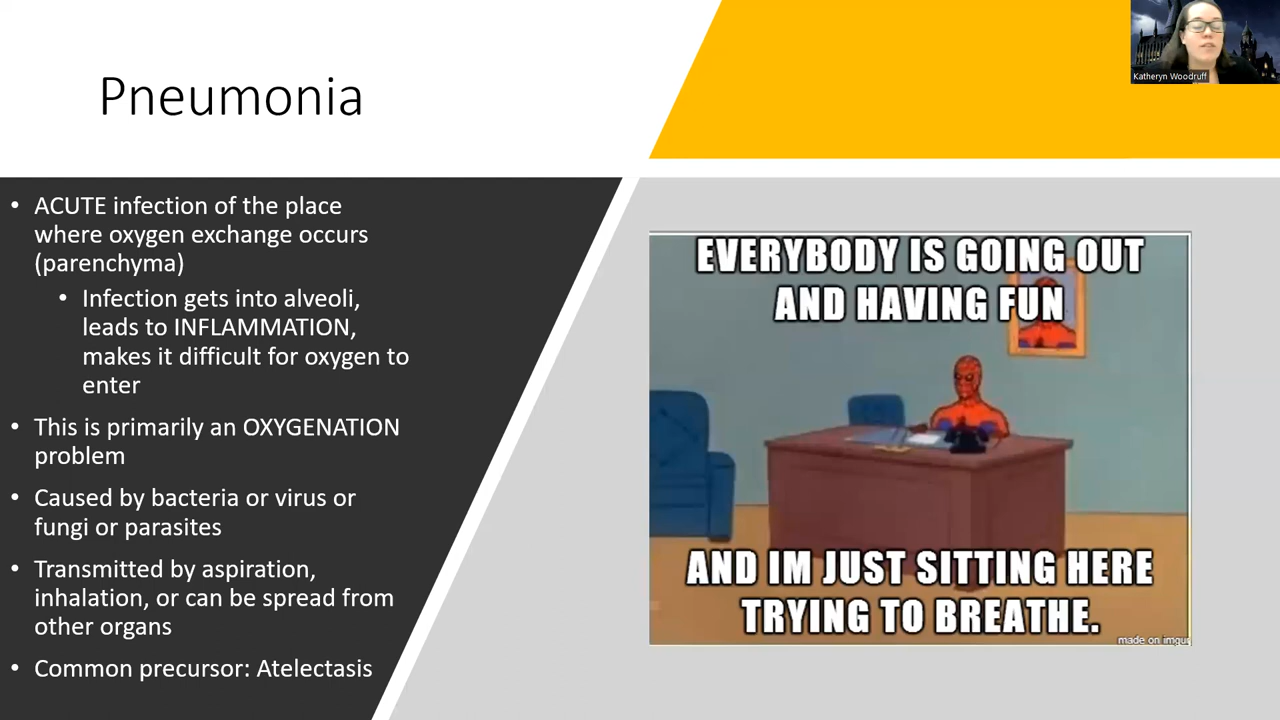 Pneumonia
Katheryn Woodruff
• ACUTE infection of the place
where oxygen exchange occurs
(parenchyma)
• Infection gets into alveoli,
leads to INFLAMMATION,
makes it difficult for oxygen to
enter
• This is primarily an OXYGENATION
problem
• Caused by bacteria or virus or
fungi or parasites
• Transmitted by aspiration,
inhalation, or can be spread from
other organs
• Common precursor: Atelectasis
EVERYBODY IS GOING OUT
AND HAVING FUN
AND IM JUST SITTING HERE
TRYING TO BREATHE.
made on imgur